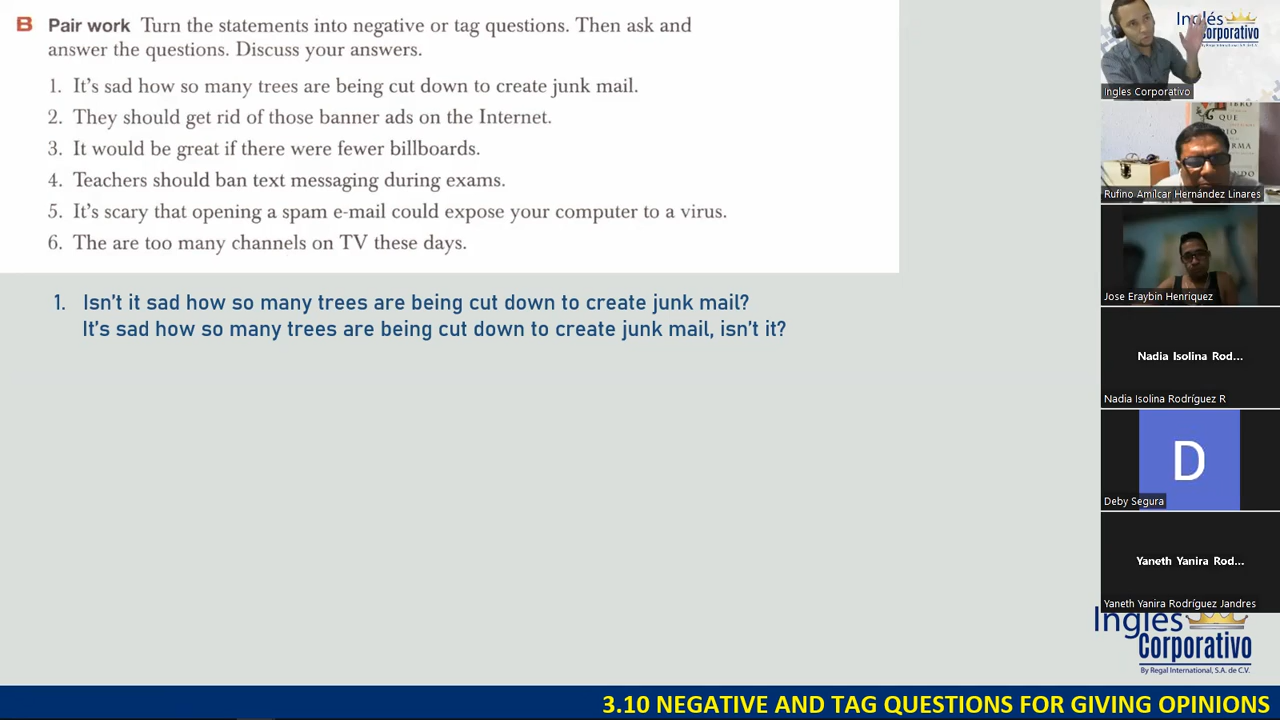 B Pair work Turn the statements into negative or tag questions. Then ask and
answer the questions. Discuss your answers.
1. It's sad how so many trees are being cut down to create junk mail.
2. They should get rid of those banner ads on the Internet.
3. It would be great if there were fewer billboards.
4. Teachers should ban text messaging during exams.
5. It's scary that opening a spam e-mail could expose your computer to a virus.
6. The are too many channels on TV these days.
1. Isn't it sad how so many trees are being cut down to create junk mail?
It's sad how so many trees are being cut down to create junk mail, isn't it?
Inglés
Corporativo
Ingles Corporativo
Rufino Amílcar Hernández Linares
Jose Eraybin Henriquez
Nadia Isolina Rod...
Nadia Isolina Rodríguez R
D
Deby Segura
Yaneth Yanira Rod...
Yaneth Yanira Rodríguez Jandres
Inglés
Corporativo
By Regal International, S.A. de C.V.
3.10 NEGATIVE AND TAG QUESTIONS FOR GIVING OPINIONS